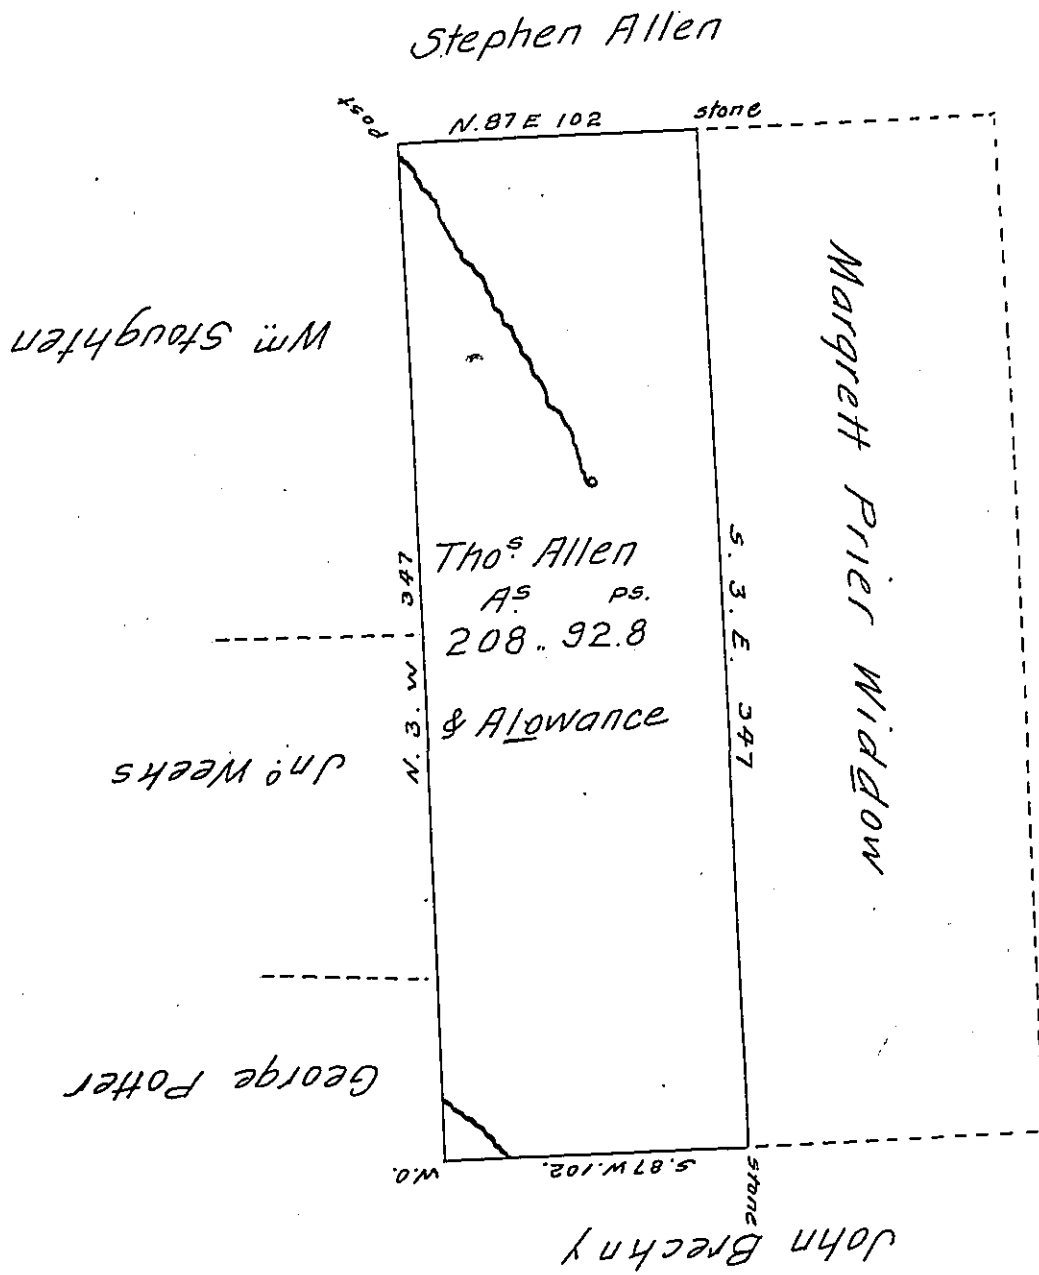 Stephen Allen
Post
N. 87 E 102
stone
Wm Stoughten
Margrett Prier Widdow
N. 3. W 347
Thos Allen
As ps.
208.. 92.8
& Alowance
S. 3. E. 347
Jno Weeks
George Potter
W.O.
S. 87 W. 102.
stone
John Brechny